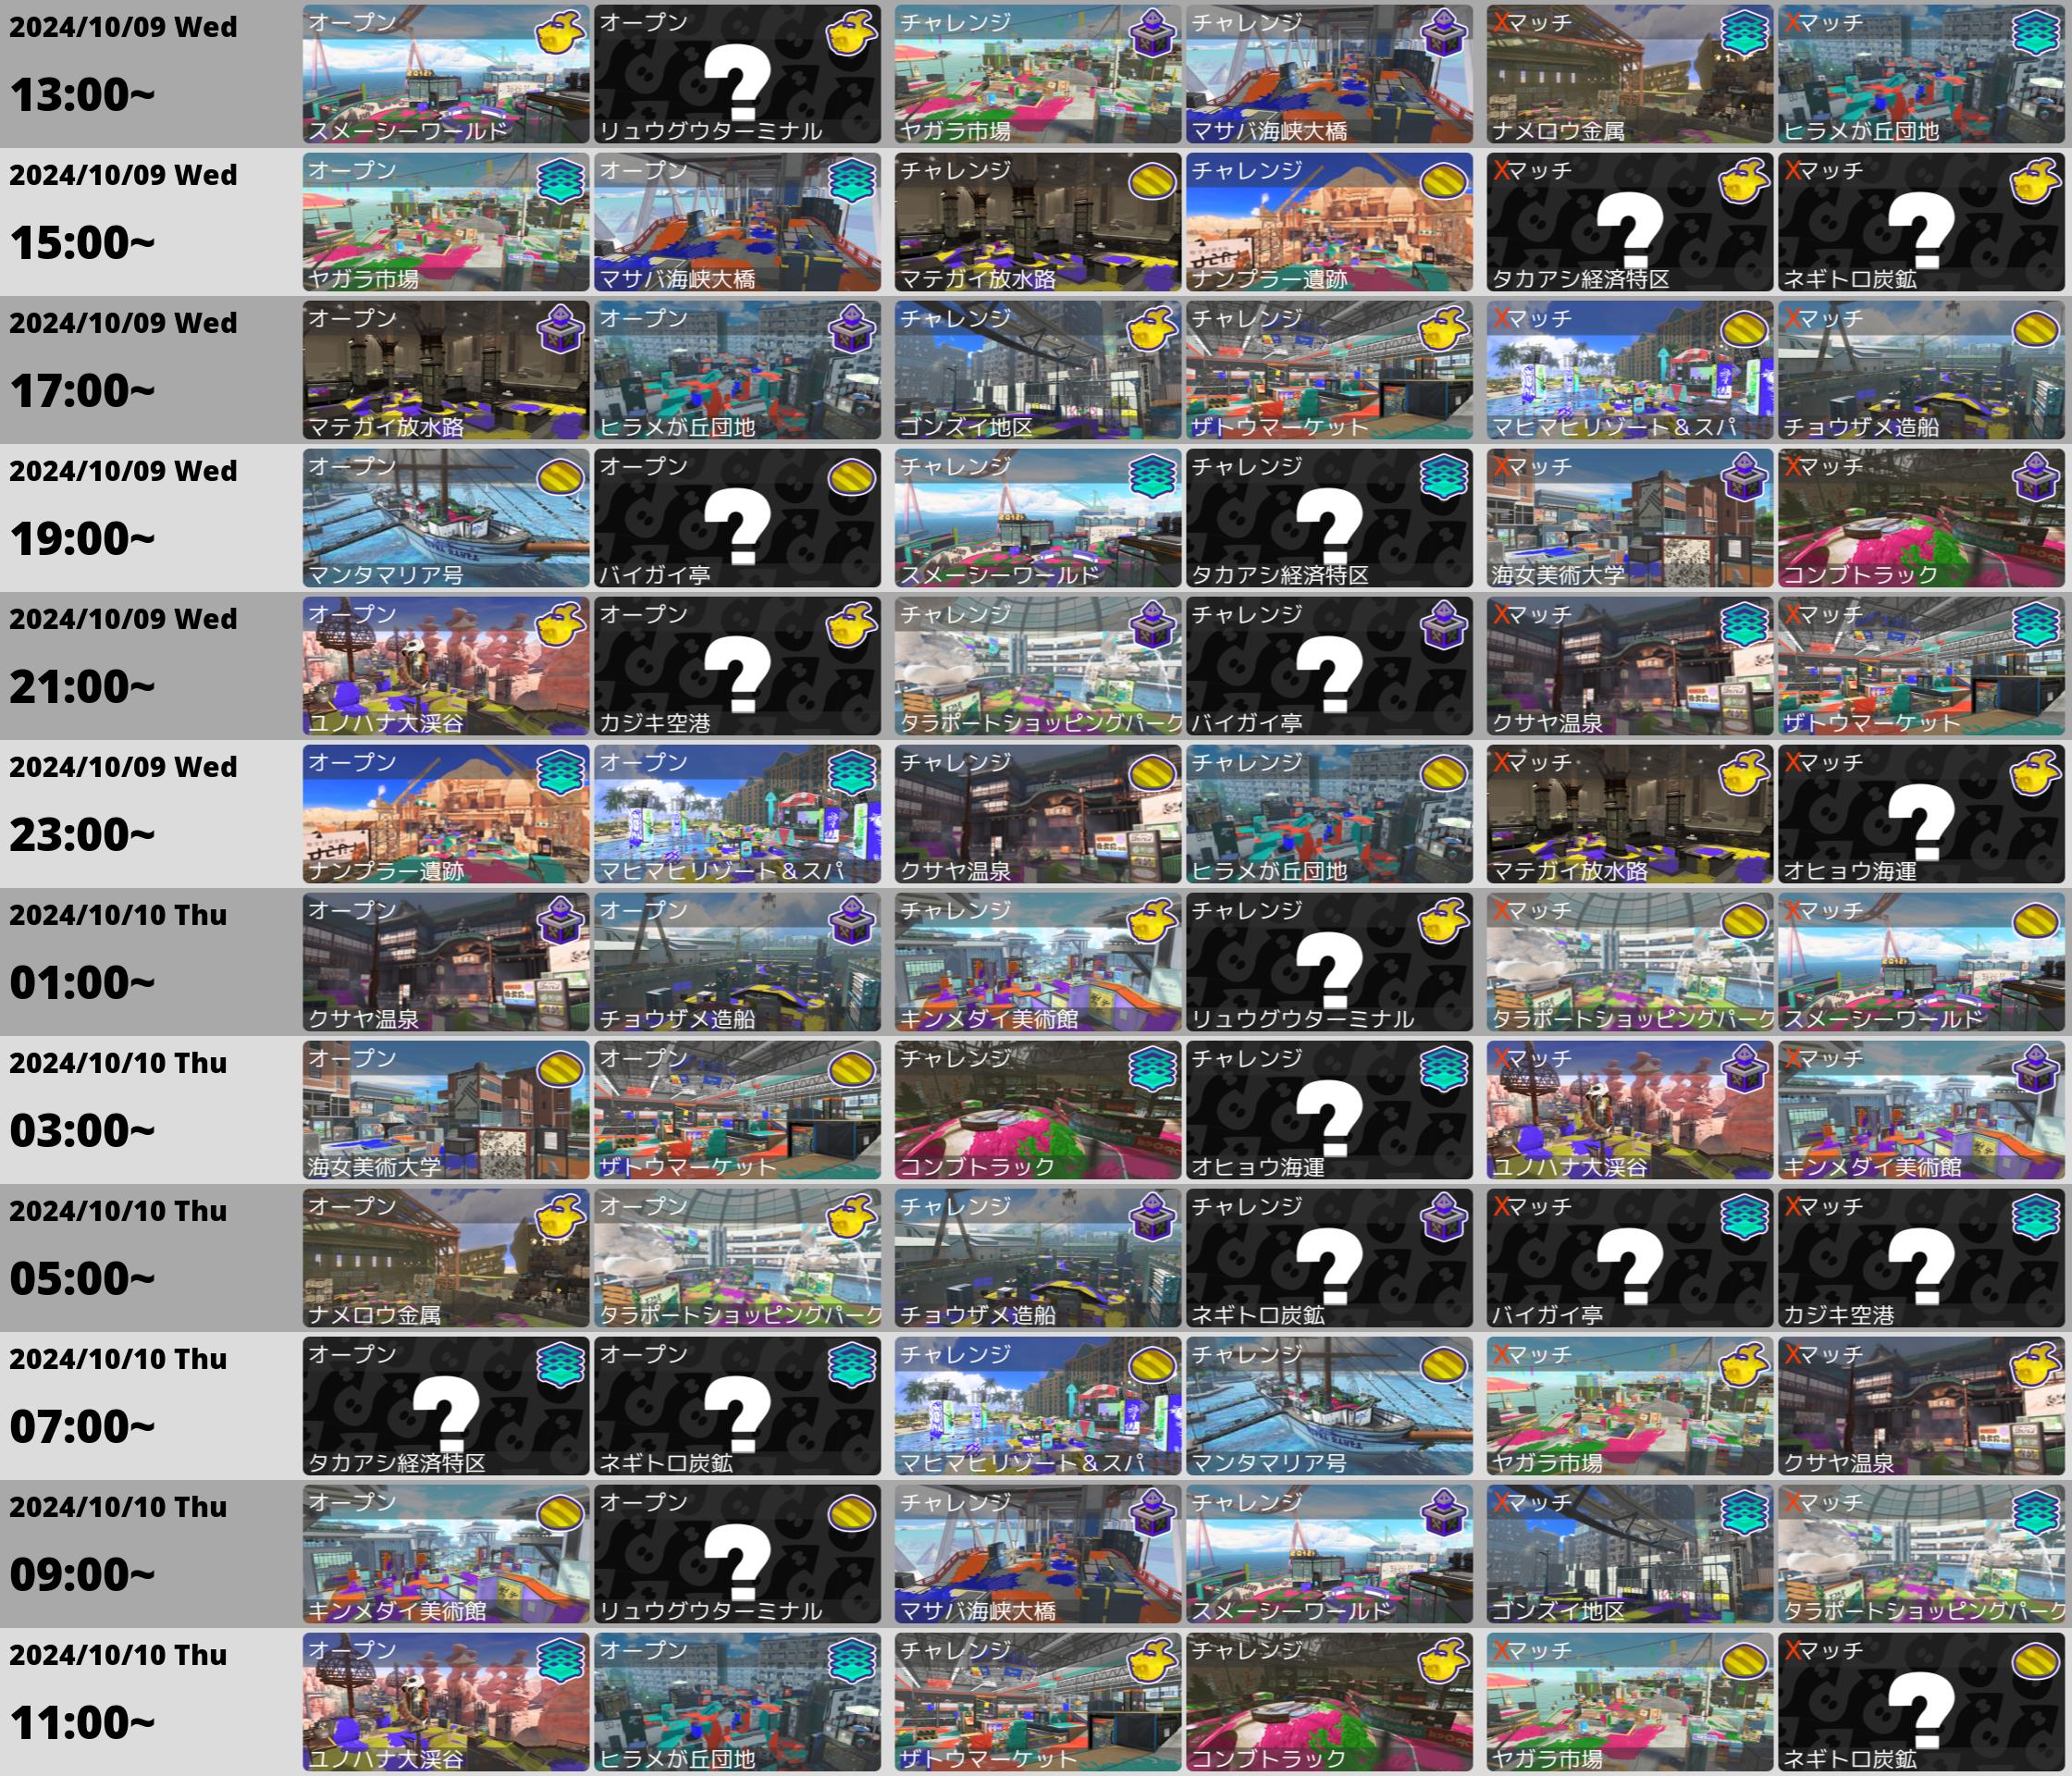 2024/10/09 Wed
13:00~
オープン
スメーシーワールド
オープン
リュウグウターミナル
チャレンジ
ヤガラ市場
チャレンジ
マサバ海峡大橋
Xマッチ
ナメロウ金属
Xマッチ
ヒラメが丘団地
2024/10/09 Wed
15:00~
オープン
ヤガラ市場
オープン
マサバ海峡大橋
チャレンジ
マテガイ放水路
チャレンジ
ナンプラー遺跡
Xマッチ
タカアシ経済特区
Xマッチ
ネギトロ炭鉱
2024/10/09 Wed
17:00~
オープン
マテガイ放水路
オープン
ヒラメが丘団地
チャレンジ
ゴンズイ地区
チャレンジ
ザトウマーケット
Xマッチ
マヒマヒリゾート＆スパ
Xマッチ
チョウザメ造船
2024/10/09 Wed
19:00~
オープン
マンタマリア号
オープン
バイガイ亭
チャレンジ
スメーシーワールド
チャレンジ
タカアシ経済特区
Xマッチ
海女美術大学
Xマッチ
コンブトラック
2024/10/09 Wed
21:00~
オープン
ユノハナ大渓谷
オープン
カジキ空港
チャレンジ
タラポートショッピングパーク
チャレンジ
バイガイ亭
Xマッチ
クサヤ温泉
Xマッチ
ザトウマーケット
2024/10/09 Wed
23:00~
オープン
ナンプラー遺跡
オープン
マヒマヒリゾート＆スパ
チャレンジ
クサヤ温泉
チャレンジ
ヒラメが丘団地
Xマッチ
マテガイ放水路
Xマッチ
オヒョウ海運
2024/10/10 Thu
01:00~
オープン
クサヤ温泉
オープン
チョウザメ造船
チャレンジ
キンメダイ美術館
チャレンジ
リュウグウターミナル
Xマッチ
タラポートショッピングパーク
Xマッチ
スメーシーワールド
2024/10/10 Thu
03:00~
オープン
海女美術大学
オープン
ザトウマーケット
チャレンジ
コンブトラック
チャレンジ
オヒョウ海運
Xマッチ
ユノハナ大渓谷
Xマッチ
キンメダイ美術館
2024/10/10 Thu
05:00~
オープン
ナメロウ金属
オープン
タラポートショッピングパーク
チャレンジ
チョウザメ造船
チャレンジ
ネギトロ炭鉱
Xマッチ
バイガイ亭
Xマッチ
カジキ空港
2024/10/10 Thu
07:00~
オープン
タカアシ経済特区
オープン
ネギトロ炭鉱
チャレンジ
マヒマヒリゾート＆スパ
チャレンジ
マンタマリア号
Xマッチ
ヤガラ市場
Xマッチ
クサヤ温泉
2024/10/10 Thu
09:00~
オープン
キンメダイ美術館
オープン
リュウグウターミナル
チャレンジ
マサバ海峡大橋
チャレンジ
スメーシーワールド
Xマッチ
ゴンズイ地区
Xマッチ
タラポートショッピングパーク
2024/10/10 Thu
11:00~
オープン
ユノハナ大渓谷
オープン
ヒラメが丘団地
チャレンジ
ザトウマーケット
チャレンジ
コンブトラック
Xマッチ
ヤガラ市場
Xマッチ
ネギトロ炭鉱